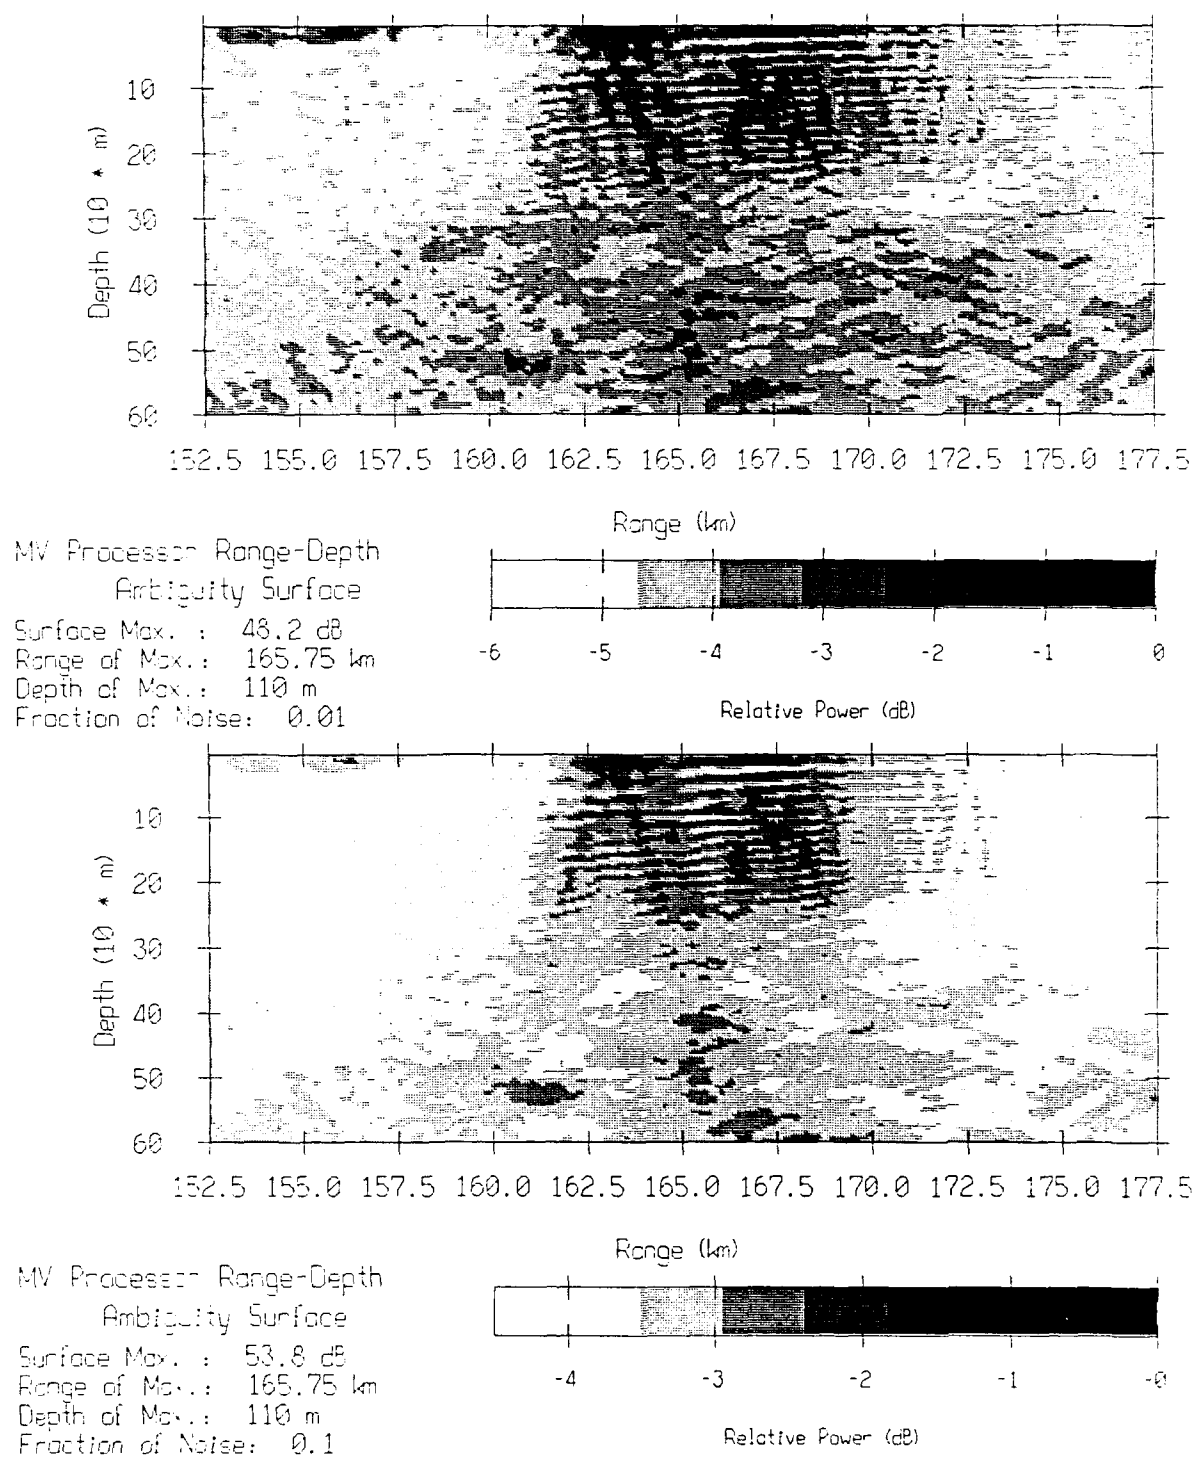 10
20
30
40
50
60
Depth (10 * m)
152.5 155.0 157.5 160.0 162.5 165.0 167.5 170.0 172.5 175.0 177.5
Range (km)
MV Processor Range-Depth
Ambiguity Surface
Surface Max. : 48.2 dB
Range of Max.: 165.75 km
Depth of Max.: 110 m
Fraction of Noise: 0.01
-6 -5 -4 -3 -2 -1 0
Relative Power (dB)
10
20
30
40
50
60
Depth (10 * m)
152.5 155.0 157.5 160.0 162.5 165.0 167.5 170.0 172.5 175.0 177.5
Range (km)
MV Processor Range-Depth
Ambiguity Surface
Surface Max. : 53.8 dB
Range of Max.: 165.75 km
Depth of Max.: 110 m
Fraction of Noise: 0.1
-4 -3 -2 -1 -0
Relative Power (dB)